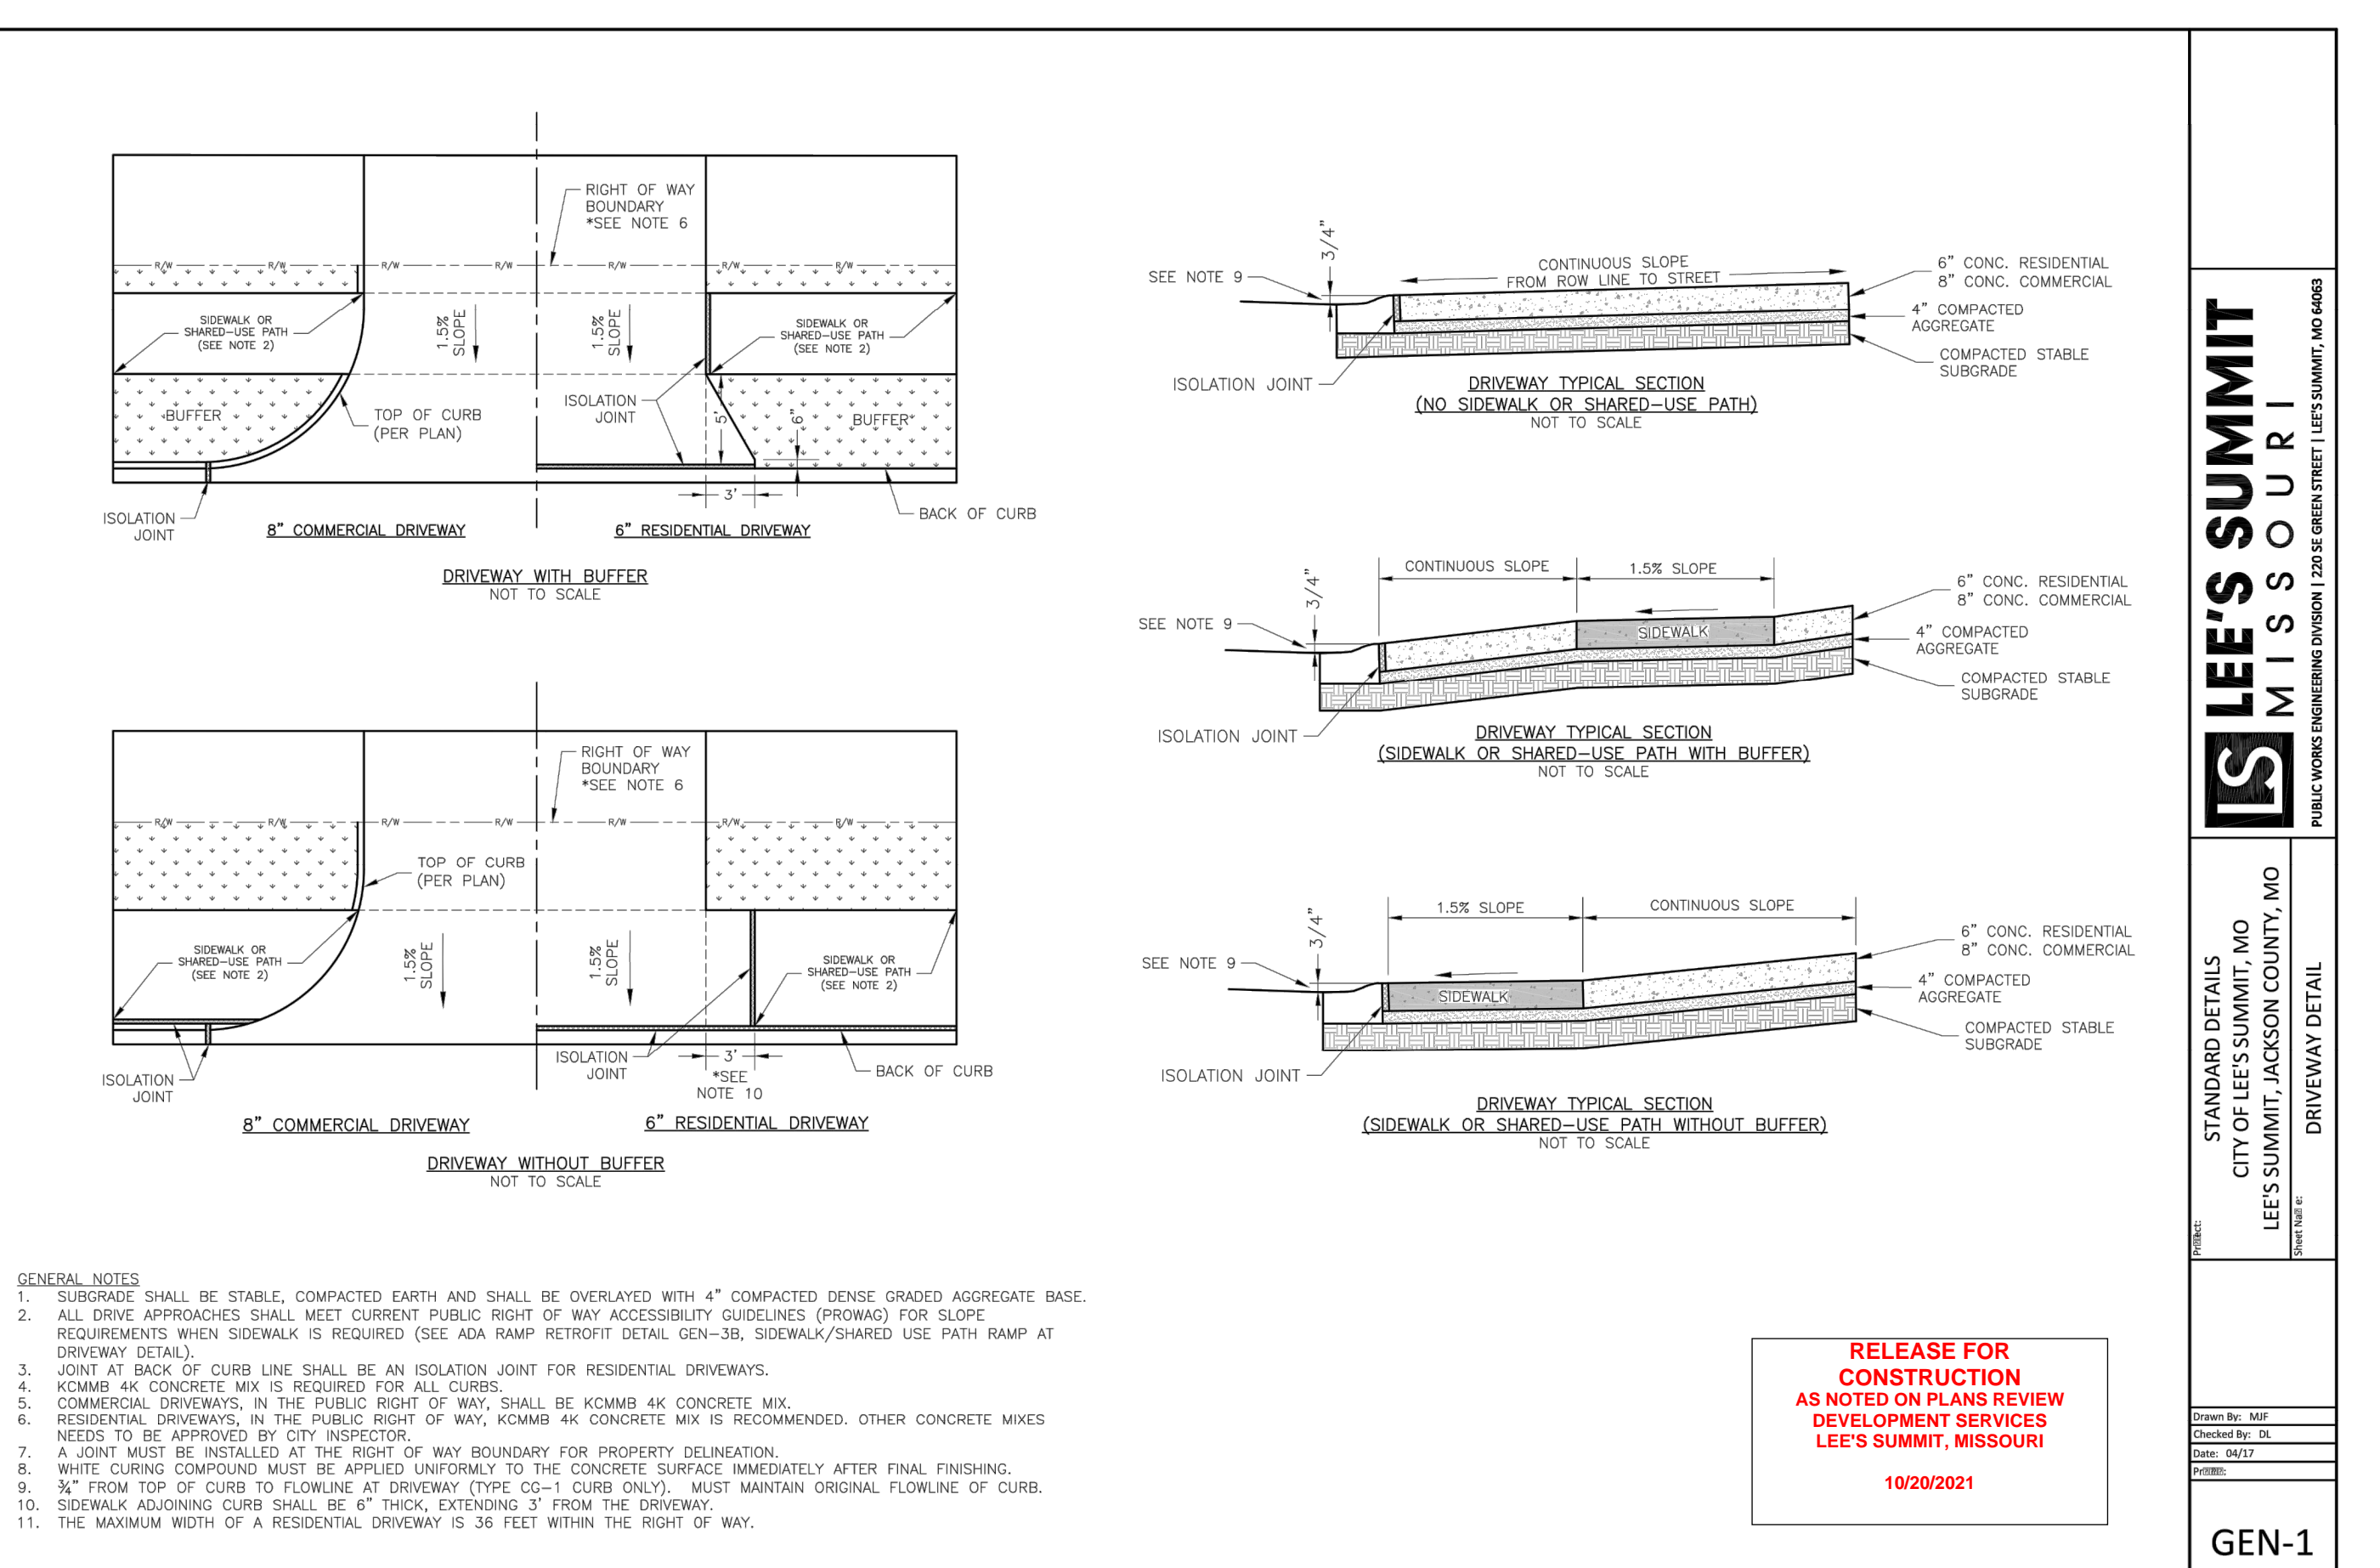 RIGHT OF WAY
BOUNDARY
*SEE NOTE 6
R/W R/W R/W R/W R/W R/W R/W
SIDEWALK OR
SHARED-USE PATH
(SEE NOTE 2)
1.5%
SLOPE
1.5%
SLOPE
SIDEWALK OR
SHARED-USE PATH
(SEE NOTE 2)
BUFFER
TOP OF CURB
(PER PLAN)
ISOLATION
JOINT
5'
6"
BUFFER
3'
BACK OF CURB
ISOLATION
JOINT
8" COMMERCIAL DRIVEWAY
6" RESIDENTIAL DRIVEWAY
DRIVEWAY WITH BUFFER
NOT TO SCALE
RIGHT OF WAY
BOUNDARY
*SEE NOTE 6
R/W R/W R/W R/W R/W R/W R/W
TOP OF CURB
(PER PLAN)
SIDEWALK OR
SHARED-USE PATH
(SEE NOTE 2)
1.5%
SLOPE
1.5%
SLOPE
SIDEWALK OR
SHARED-USE PATH
(SEE NOTE 2)
ISOLATION
JOINT
ISOLATION
JOINT
3'
*SEE
NOTE 10
BACK OF CURB
8" COMMERCIAL DRIVEWAY
6" RESIDENTIAL DRIVEWAY
DRIVEWAY WITHOUT BUFFER
NOT TO SCALE
3/4"
SEE NOTE 9
CONTINUOUS SLOPE
FROM ROW LINE TO STREET
6" CONC. RESIDENTIAL
8" CONC. COMMERCIAL
4" COMPACTED
AGGREGATE
COMPACTED STABLE
SUBGRADE
ISOLATION JOINT
DRIVEWAY TYPICAL SECTION
(NO SIDEWALK OR SHARED-USE PATH)
NOT TO SCALE
3/4"
CONTINUOUS SLOPE
1.5% SLOPE
SEE NOTE 9
SIDEWALK
6" CONC. RESIDENTIAL
8" CONC. COMMERCIAL
4" COMPACTED
AGGREGATE
COMPACTED STABLE
SUBGRADE
ISOLATION JOINT
DRIVEWAY TYPICAL SECTION
(SIDEWALK OR SHARED-USE PATH WITH BUFFER)
NOT TO SCALE
3/4"
1.5% SLOPE
CONTINUOUS SLOPE
SEE NOTE 9
SIDEWALK
6" CONC. RESIDENTIAL
8" CONC. COMMERCIAL
4" COMPACTED
AGGREGATE
COMPACTED STABLE
SUBGRADE
ISOLATION JOINT
DRIVEWAY TYPICAL SECTION
(SIDEWALK OR SHARED-USE PATH WITHOUT BUFFER)
NOT TO SCALE
GENERAL NOTES
1. SUBGRADE SHALL BE STABLE, COMPACTED EARTH AND SHALL BE OVERLAYED WITH 4" COMPACTED DENSE GRADED AGGREGATE BASE.
2. ALL DRIVE APPROACHES SHALL MEET CURRENT PUBLIC RIGHT OF WAY ACCESSIBILITY GUIDELINES (PROWAG) FOR SLOPE
REQUIREMENTS WHEN SIDEWALK IS REQUIRED (SEE ADA RAMP RETROFIT DETAIL GEN-3B, SIDEWALK/SHARED USE PATH RAMP AT
DRIVEWAY DETAIL).
3. JOINT AT BACK OF CURB LINE SHALL BE AN ISOLATION JOINT FOR RESIDENTIAL DRIVEWAYS.
4. KCMMB 4K CONCRETE MIX IS REQUIRED FOR ALL CURBS.
5. COMMERCIAL DRIVEWAYS, IN THE PUBLIC RIGHT OF WAY, SHALL BE KCMMB 4K CONCRETE MIX.
6. RESIDENTIAL DRIVEWAYS, IN THE PUBLIC RIGHT OF WAY, KCMMB 4K CONCRETE MIX IS RECOMMENDED. OTHER CONCRETE MIXES
NEEDS TO BE APPROVED BY CITY INSPECTOR.
7. A JOINT MUST BE INSTALLED AT THE RIGHT OF WAY BOUNDARY FOR PROPERTY DELINEATION.
8. WHITE CURING COMPOUND MUST BE APPLIED UNIFORMLY TO THE CONCRETE SURFACE IMMEDIATELY AFTER FINAL FINISHING.
9. ¾" FROM TOP OF CURB TO FLOWLINE AT DRIVEWAY (TYPE CG-1 CURB ONLY). MUST MAINTAIN ORIGINAL FLOWLINE OF CURB.
10. SIDEWALK ADJOINING CURB SHALL BE 6" THICK, EXTENDING 3' FROM THE DRIVEWAY.
11. THE MAXIMUM WIDTH OF A RESIDENTIAL DRIVEWAY IS 36 FEET WITHIN THE RIGHT OF WAY.
RELEASE FOR
CONSTRUCTION
AS NOTED ON PLANS REVIEW
DEVELOPMENT SERVICES
LEE'S SUMMIT, MISSOURI
10/20/2021
LS LEE'S SUMMIT
MISSOURI
PUBLIC WORKS ENGINEERING DIVISION | 220 SE GREEN STREET | LEE'S SUMMIT, MO 64063
STANDARD DETAILS
CITY OF LEE'S SUMMIT, MO
LEE'S SUMMIT, JACKSON COUNTY, MO
Sheet
DRIVEWAY DETAIL
Drawn By: MJF
Checked By: DL
Date: 04/17
GEN-1